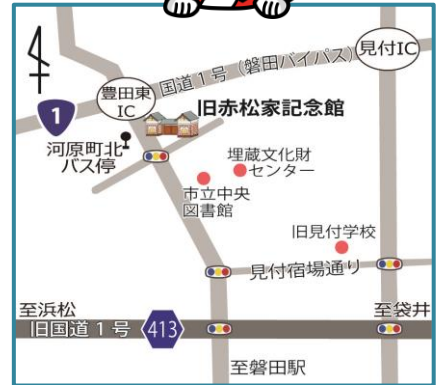 見付IC
国道1号（磐田バイパス）
豊田東
IC
1
旧赤松家記念館
河原町北
バス停
埋蔵文化財
センター
市立中央
図書館
旧見付学校
見付宿場通り
至浜松
至袋井
旧国道1号
413
至磐田駅